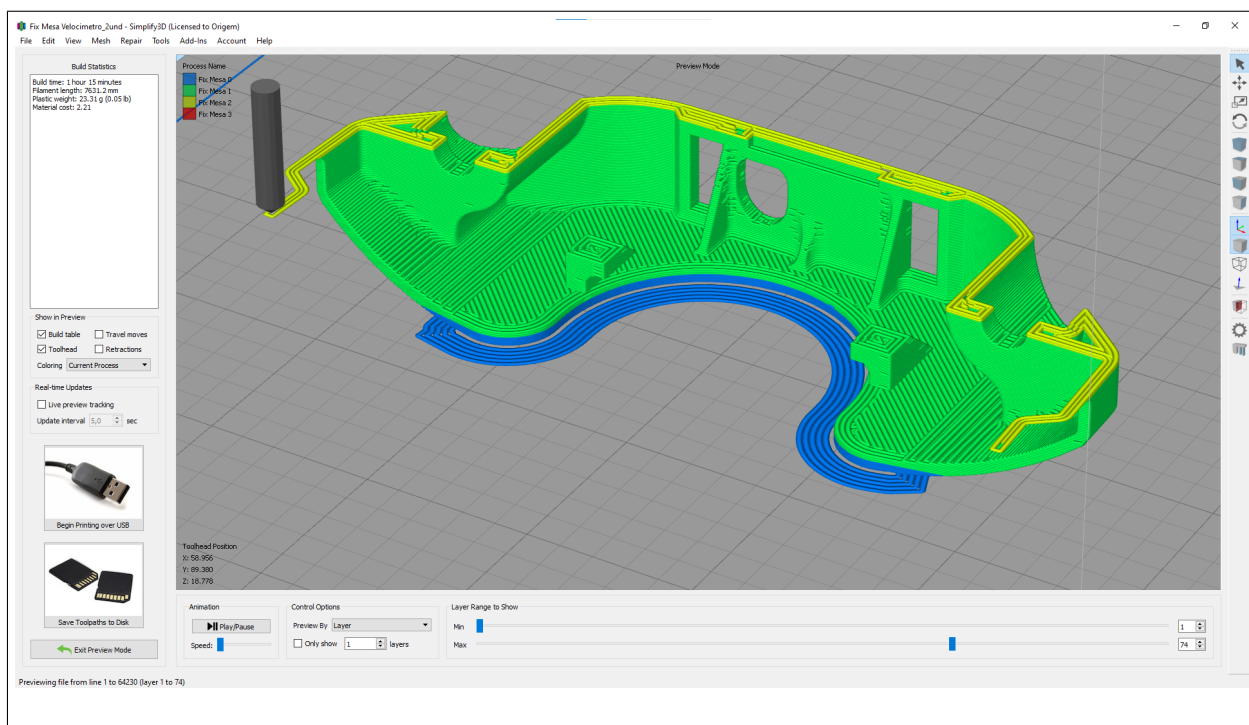 Fix Mesa Velocimetro_2und - Simplify3D (Licensed to Origem)
File Edit View Mesh Repair Tools Add-Ins Account Help
Build Statistics
Build time: 1 hour 15 minutes
Filament length: 7631.2 mm
Plastic weight: 23.31 g (0.05 lb)
Material cost: 2.21
Show in Preview
Build table Travel moves
Toolhead Retractions
Coloring Current Process
Real-time Updates
Live preview tracking
Update interval 5,0 sec
Begin Printing over USB
Save Toolpaths to Disk
Exit Preview Mode
Process Name
Fix Mesa 0
Fix Mesa 1
Fix Mesa 2
Fix Mesa 3
Preview Mode
Toolhead Position
X: 58.956
Y: 89.380
Z: 18.778
Animation
Play/Pause
Speed:
Control Options
Preview By Layer
Only show 1 layers
Layer Range to Show
Min 1
Max 74
Previewing file from line 1 to 64230 (layer 1 to 74)